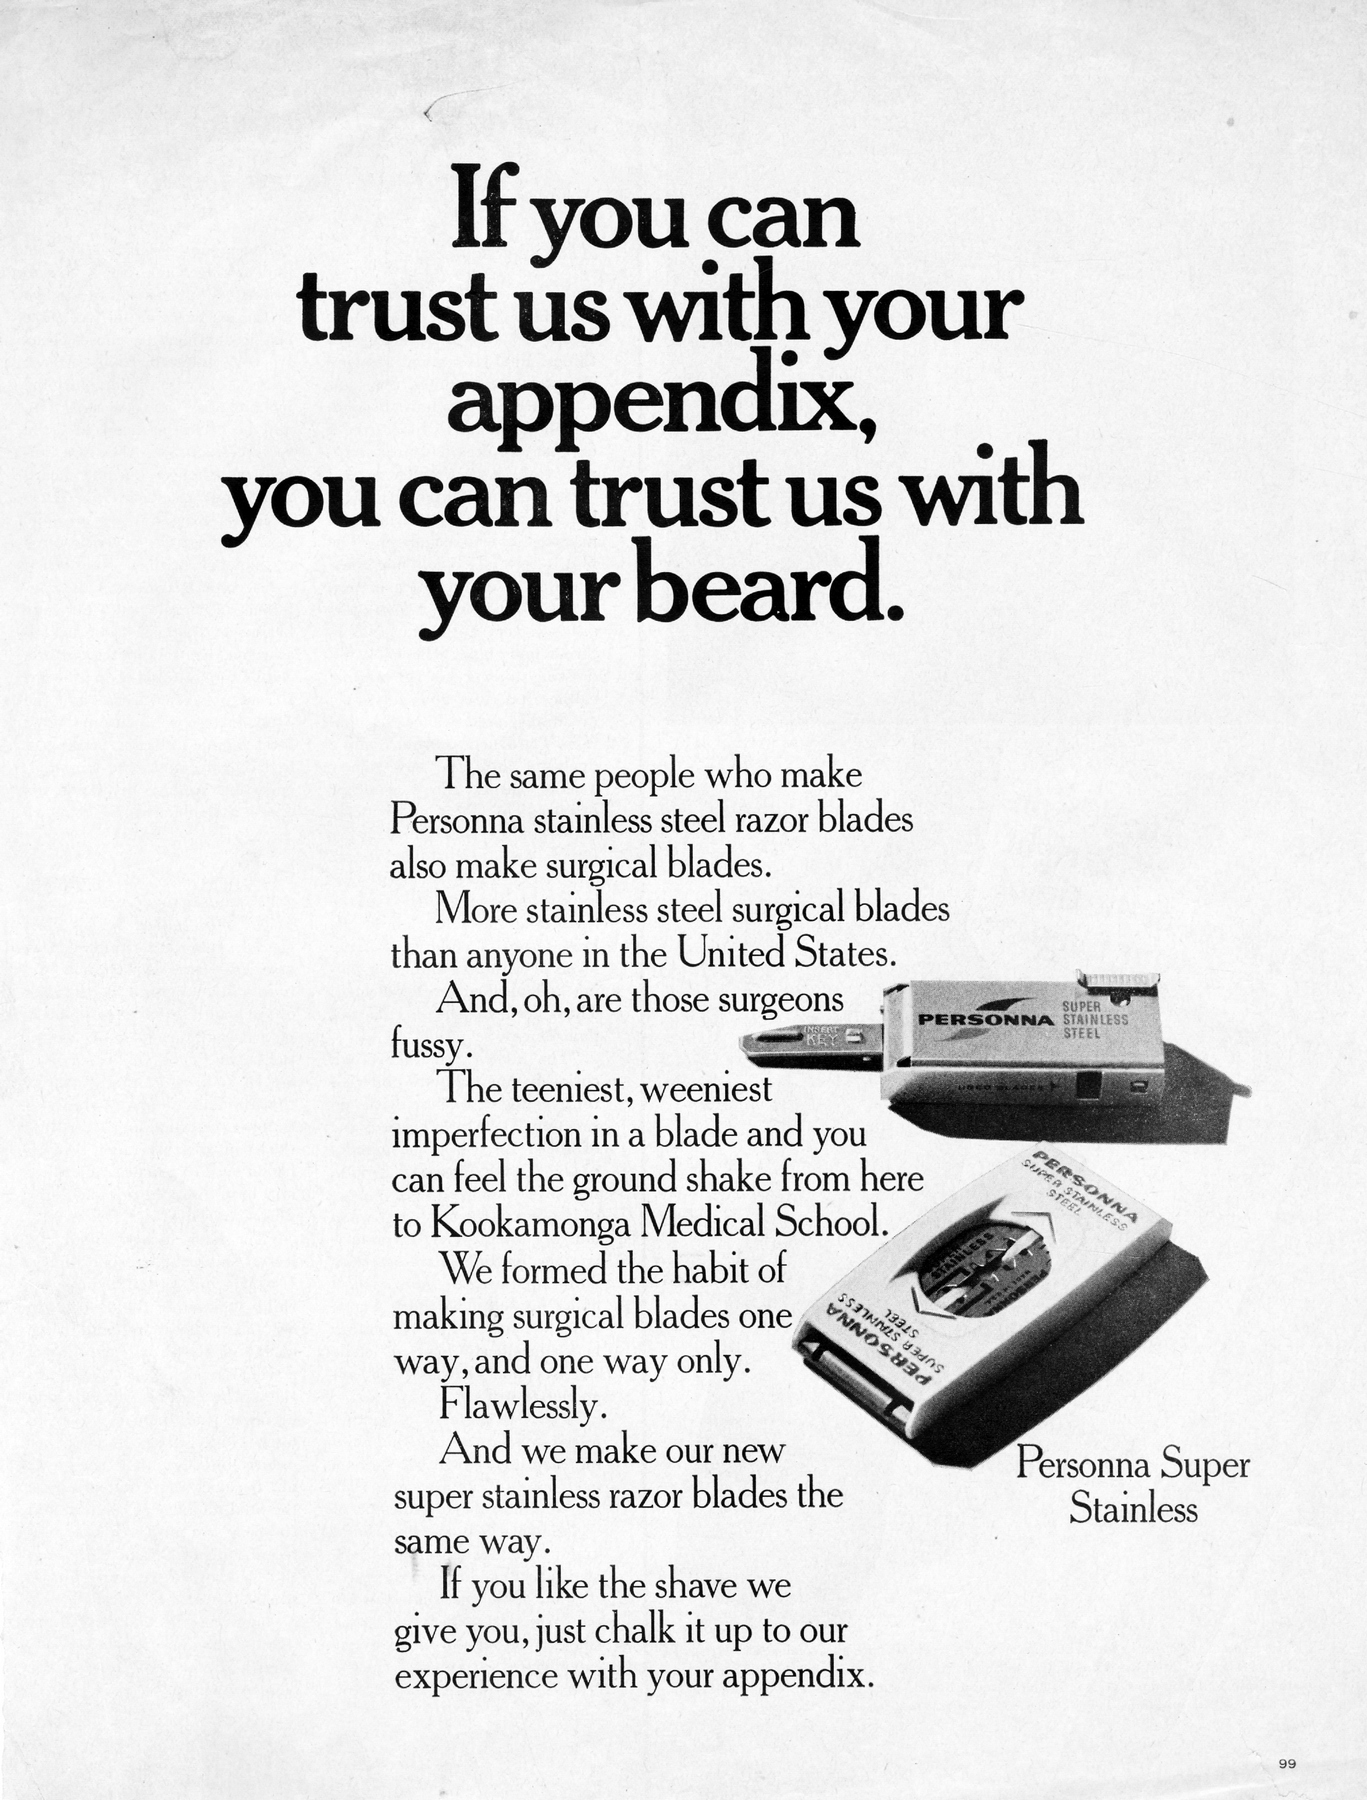 If you can
trust us with your
appendix,
you can trust us with
your beard.
The same people who make
Personna stainless steel razor blades
also make surgical blades.
More stainless steel surgical blades
than anyone in the United States.
And, oh, are those surgeons
fussy.
The teeniest, weeniest
imperfection in a blade and you
can feel the ground shake from here
to Kookamonga Medical School.
We formed the habit of
making surgical blades one
way, and one way only.
Flawlessly.
And we make our new
super stainless razor blades the
same way.
If you like the shave we
give you, just chalk it up to our
experience with your appendix.
INSERT
KEY
PERSONNA
SUPER
STAINLESS
STEEL
USED BLADES
PERSONNA
SUPER STAINLESS
STEEL
STAINLESS
PERSONNA
PERSONNA
SUPER STAINLESS
STEEL
Personna Super
Stainless
99